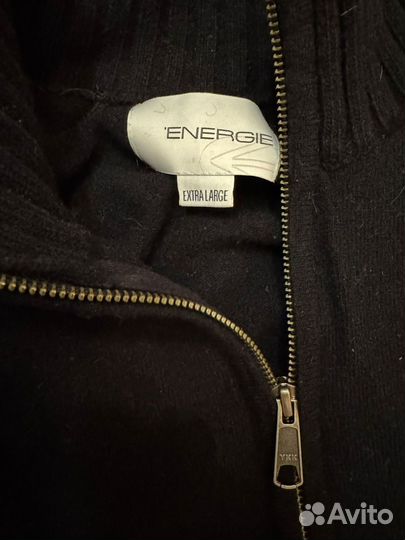 'ENERGIE
EXTRA LARGE
YKK
Avito